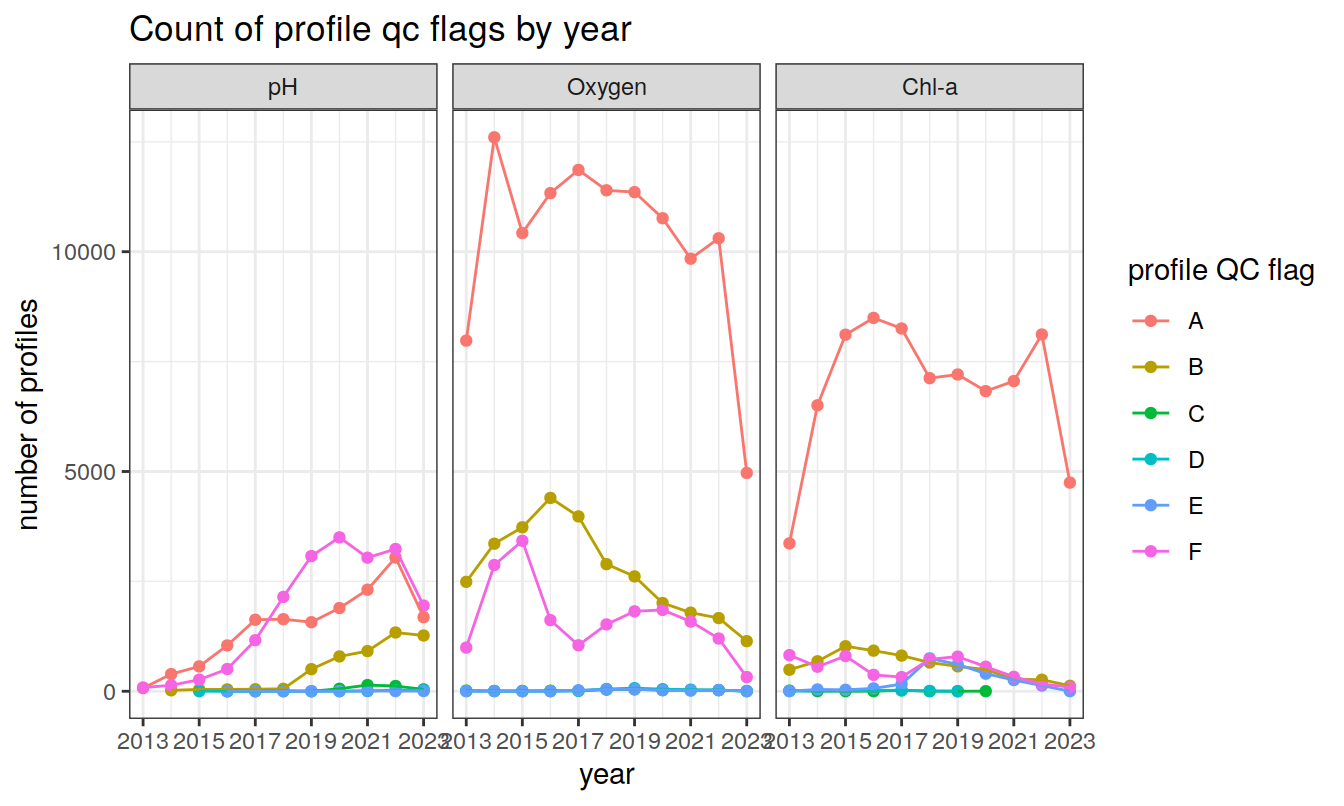 Count of profile qc flags by year
pH Oxygen Chl-a
10000
5000
0
number of profiles
2013 2015 2017 2019 2021 2023 2013 2015 2017 2019 2021 2023 2013 2015 2017 2019 2021 2023
year
profile QC flag
A
B
C
D
E
F